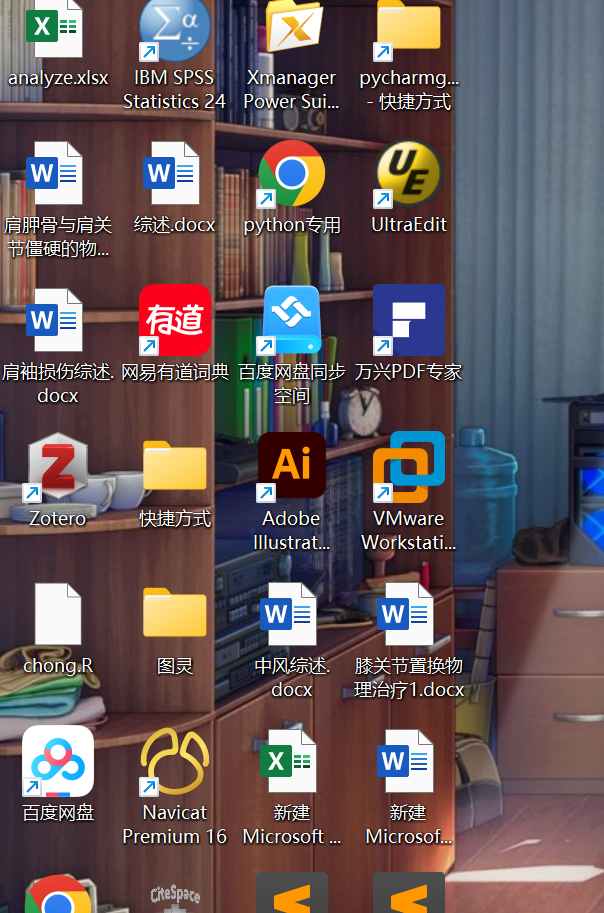 analyze.xlsx
IBM SPSS
Statistics 24
Xmanager
Power Sui...
pycharmg...
- 快捷方式
肩胛骨与肩关
节僵硬的物...
综述.docx
python专用
UE
UltraEdit
肩袖损伤综述.
docx
有道
网易有道词典
百度网盘同步
空间
万兴PDF专家
Zotero
快捷方式
Ai
Adobe
Illustrat...
VMware
Workstati...
chong.R
图灵
中风综述.
docx
膝关节置换物
理治疗1.docx
百度网盘
Navicat
Premium 16
新建
Microsoft ...
新建
Microsof...
CiteSpace